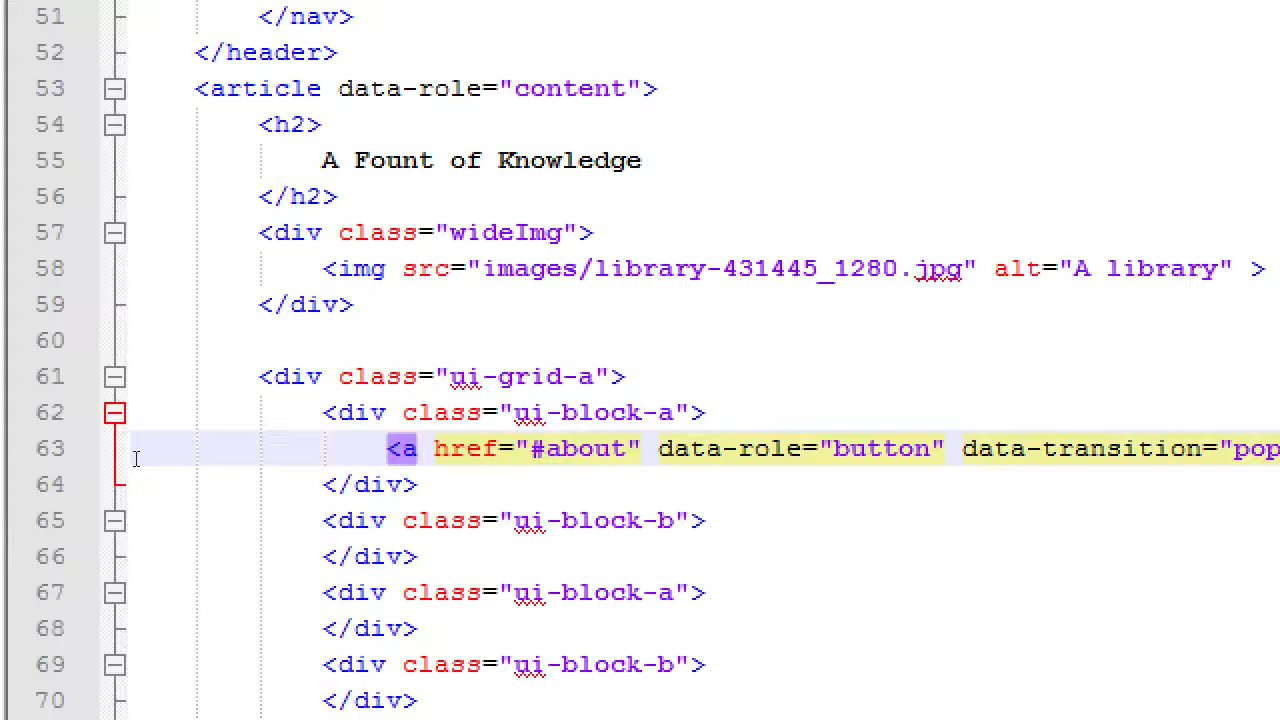 51 </nav>
52 </header>
53 <article data-role="content">
54 <h2>
55 A Fount of Knowledge
56 </h2>
57 <div class="wideImg">
58 <img src="images/library-431445_1280.jpg" alt="A library" >
59 </div>
60
61 <div class="ui-grid-a">
62 <div class="ui-block-a">
63 <a href="#about" data-role="button" data-transition="pop
64 </div>
65 <div class="ui-block-b">
66 </div>
67 <div class="ui-block-a">
68 </div>
69 <div class="ui-block-b">
70 </div>